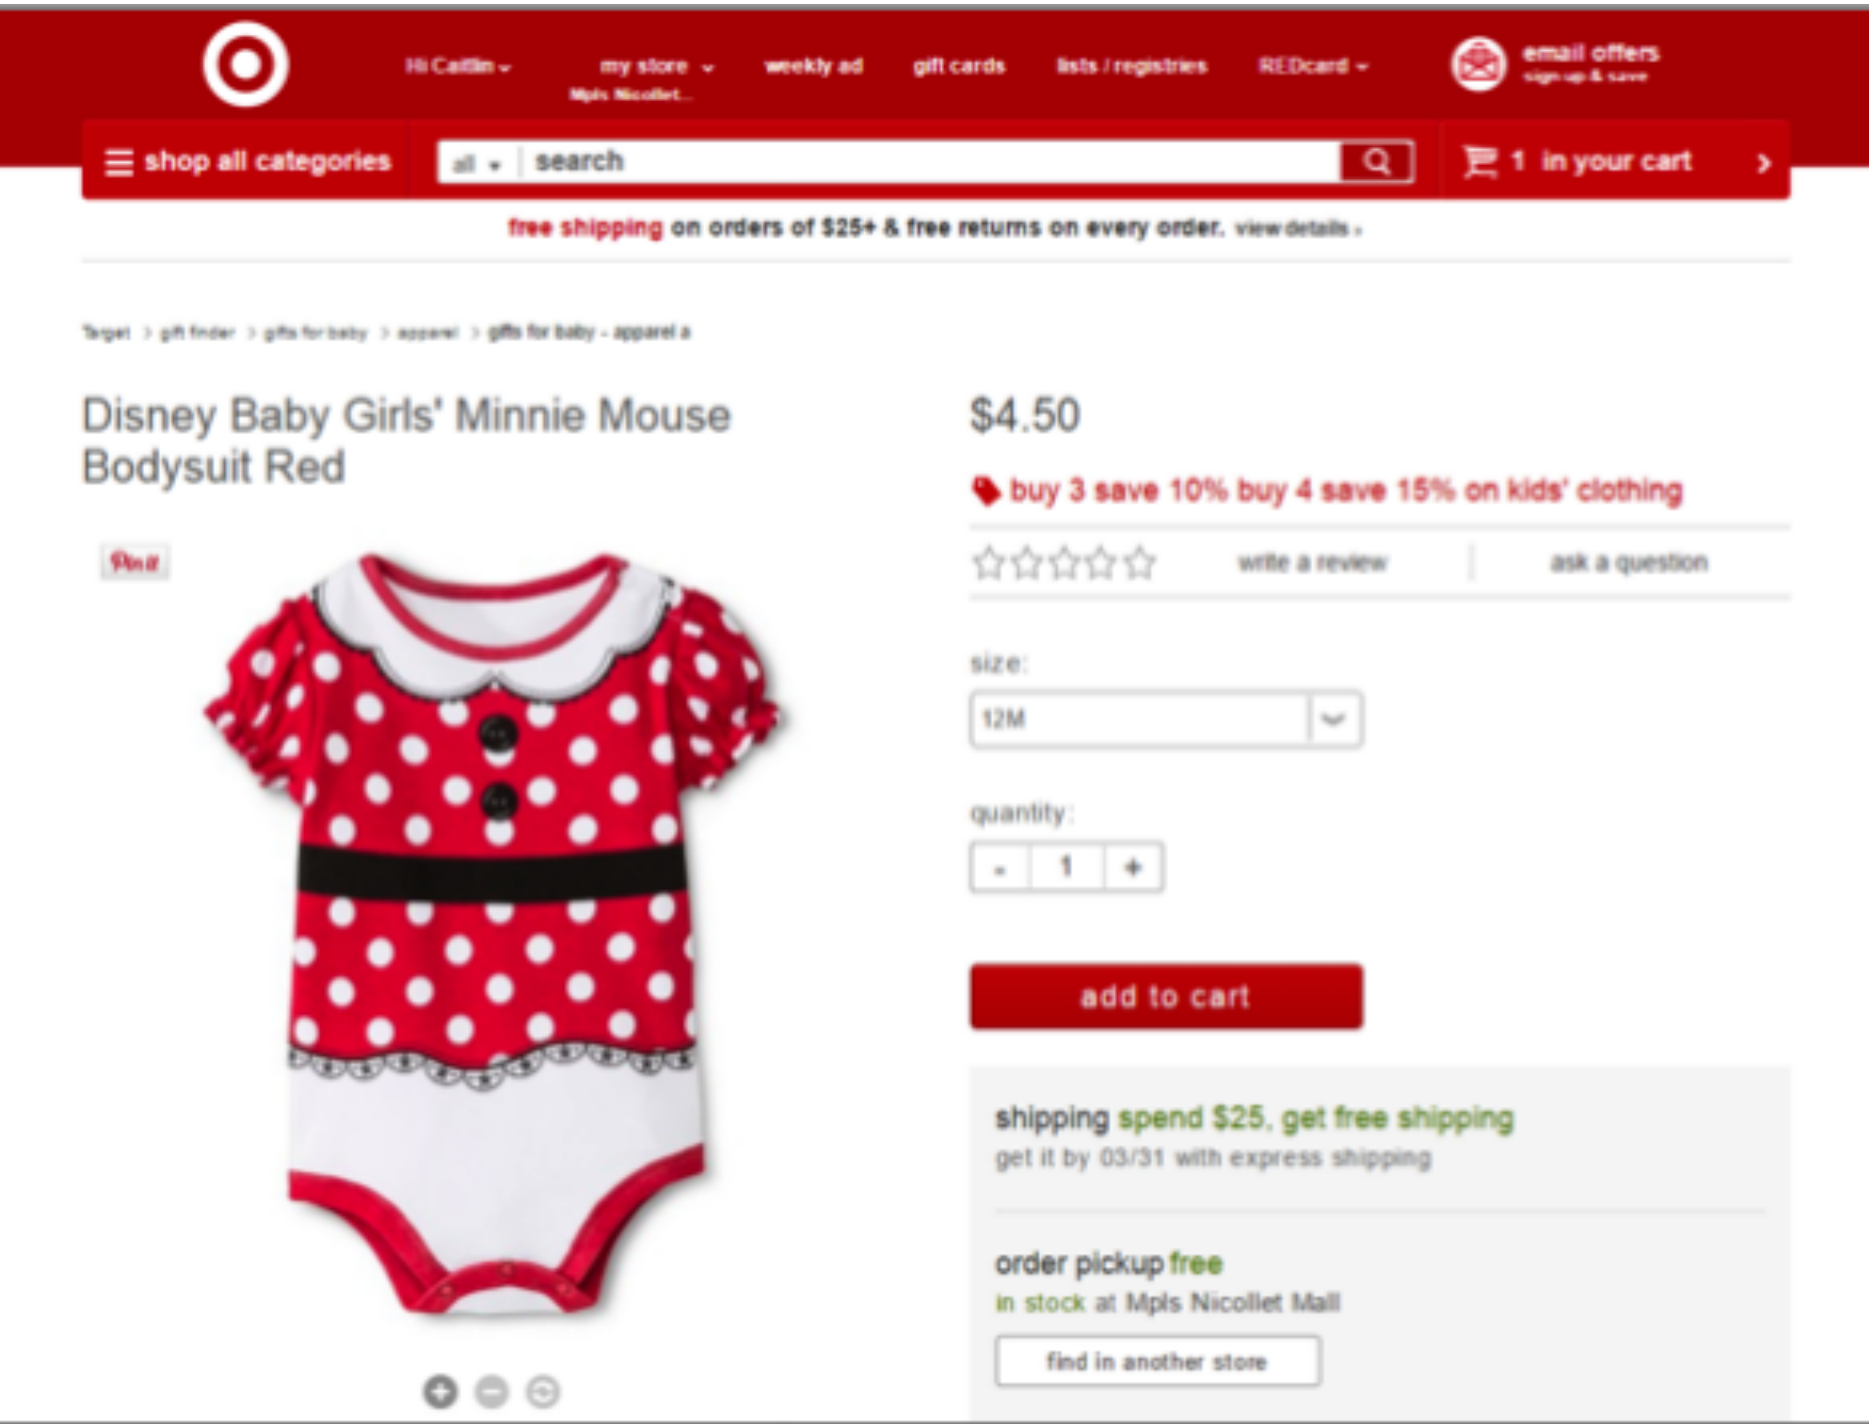 Hi Caitlin
my store
Mpls Nicollet...
weekly ad
gift cards
lists / registries
REDcard
email offers
sign up & save
shop all categories
all
search
1 in your cart
free shipping on orders of $25+ & free returns on every order. view details
Target > gift finder > gifts for baby > apparel > gifts for baby - apparel a
Disney Baby Girls' Minnie Mouse
Bodysuit Red
Pin it
$4.50
buy 3 save 10% buy 4 save 15% on kids' clothing
write a review
ask a question
size:
12M
quantity:
- 1 +
add to cart
shipping spend $25, get free shipping
get it by 03/31 with express shipping
order pickup free
in stock at Mpls Nicollet Mall
find in another store